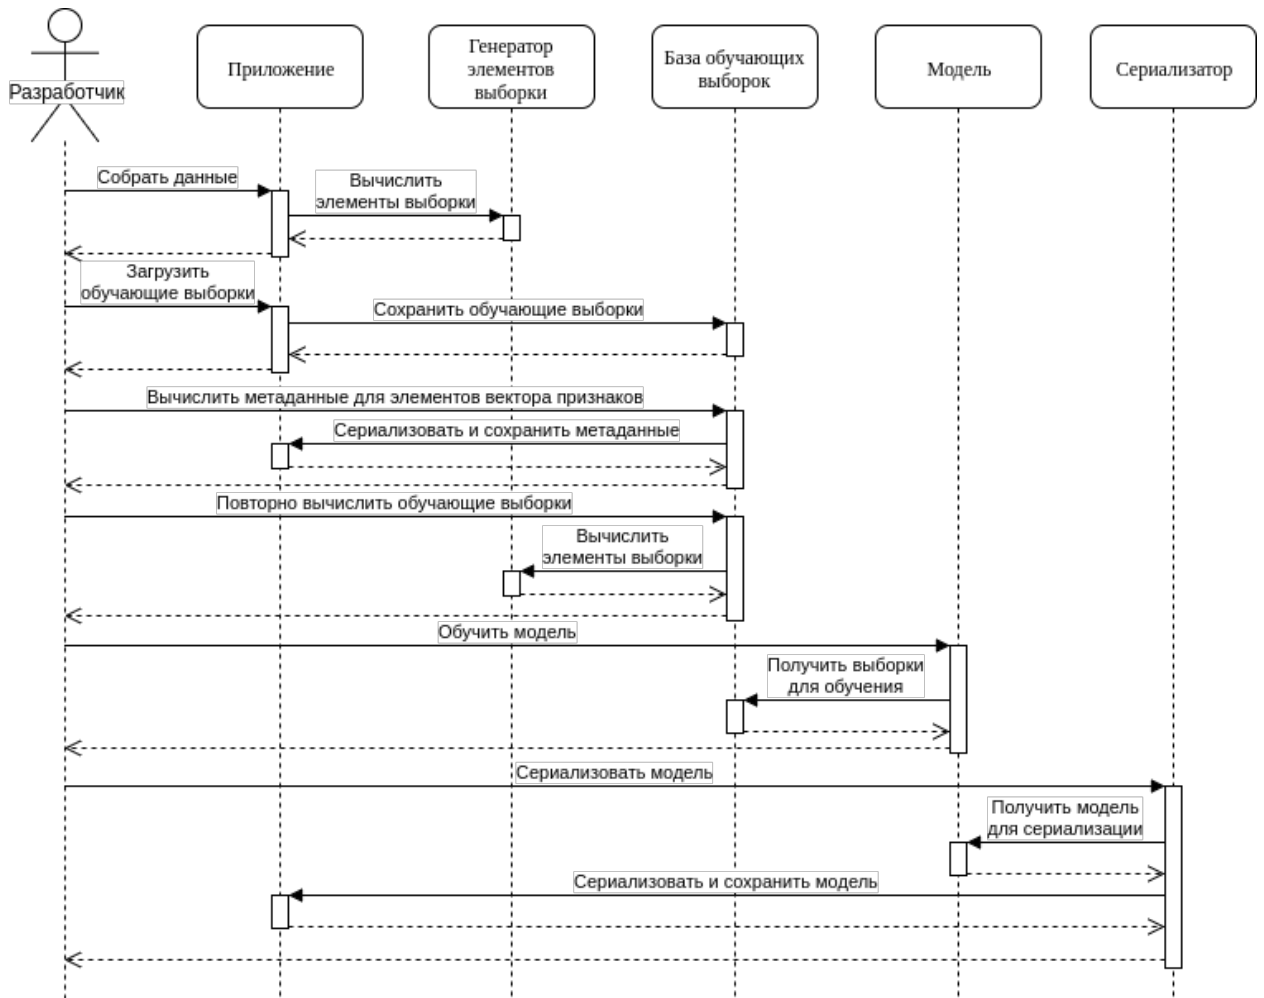 Разработчик
Приложение
Генератор
элементов
выборки
База обучающих
выборок
Модель
Сериализатор
Собрать данные
Вычислить
элементы выборки
Загрузить
обучающие выборки
Сохранить обучающие выборки
Вычислить метаданные для элементов вектора признаков
Сериализовать и сохранить метаданные
Повторно вычислить обучающие выборки
Вычислить
элементы выборки
Обучить модель
Получить выборки
для обучения
Сериализовать модель
Получить модель
для сериализации
Сериализовать и сохранить модель